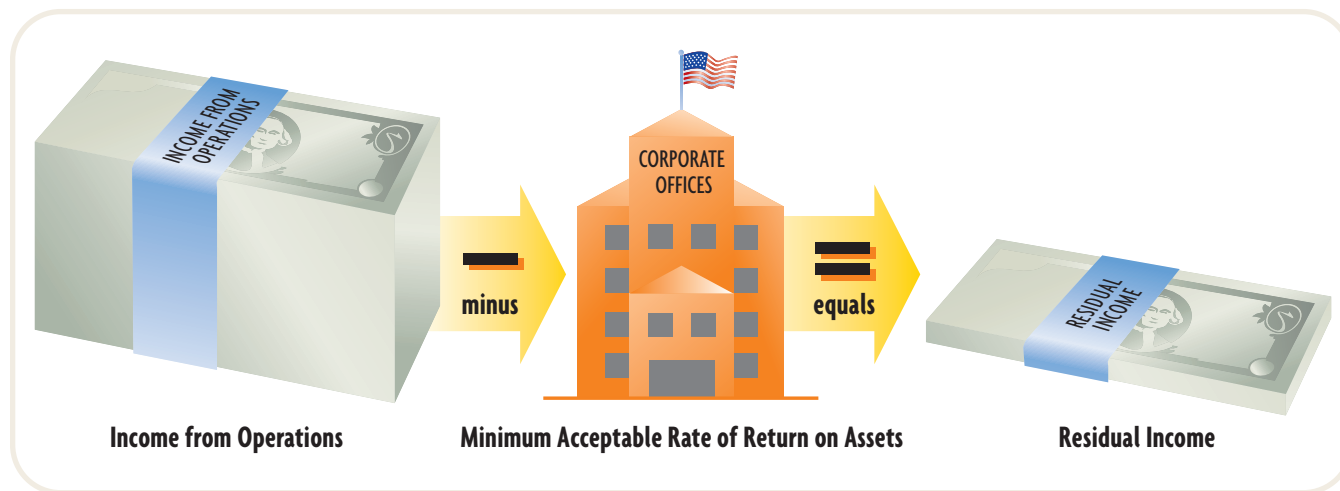 INCOME FROM
OPERATIONS
CORPORATE
OFFICES
minus
equals
RESIDUAL
INCOME
Income from Operations
Minimum Acceptable Rate of Return on Assets
Residual Income